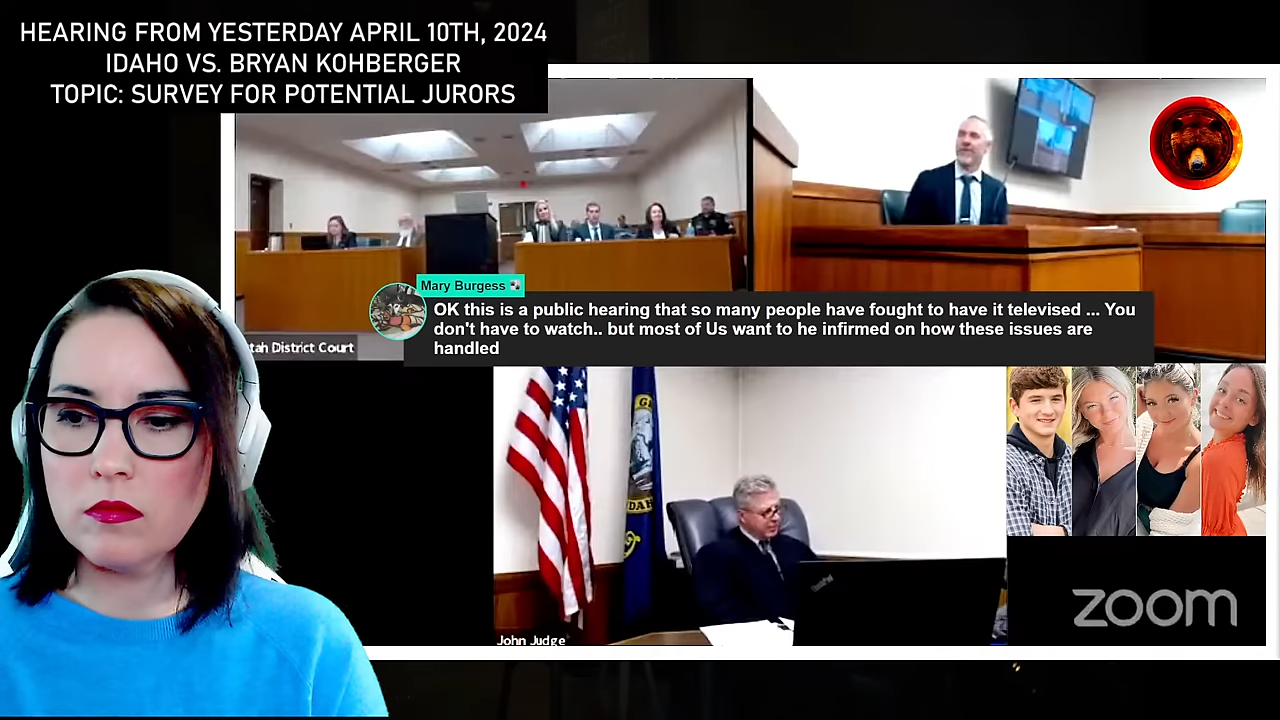 HEARING FROM YESTERDAY APRIL 10TH, 2024
IDAHO VS. BRYAN KOHBERGER
TOPIC: SURVEY FOR POTENTIAL JURORS
Mary Burgess
OK this is a public hearing that so many people have fought to have it televised ... You
don't have to watch.. but most of Us want to he infirmed on how these issues are
handled
tah District Court
John Judge
zoom